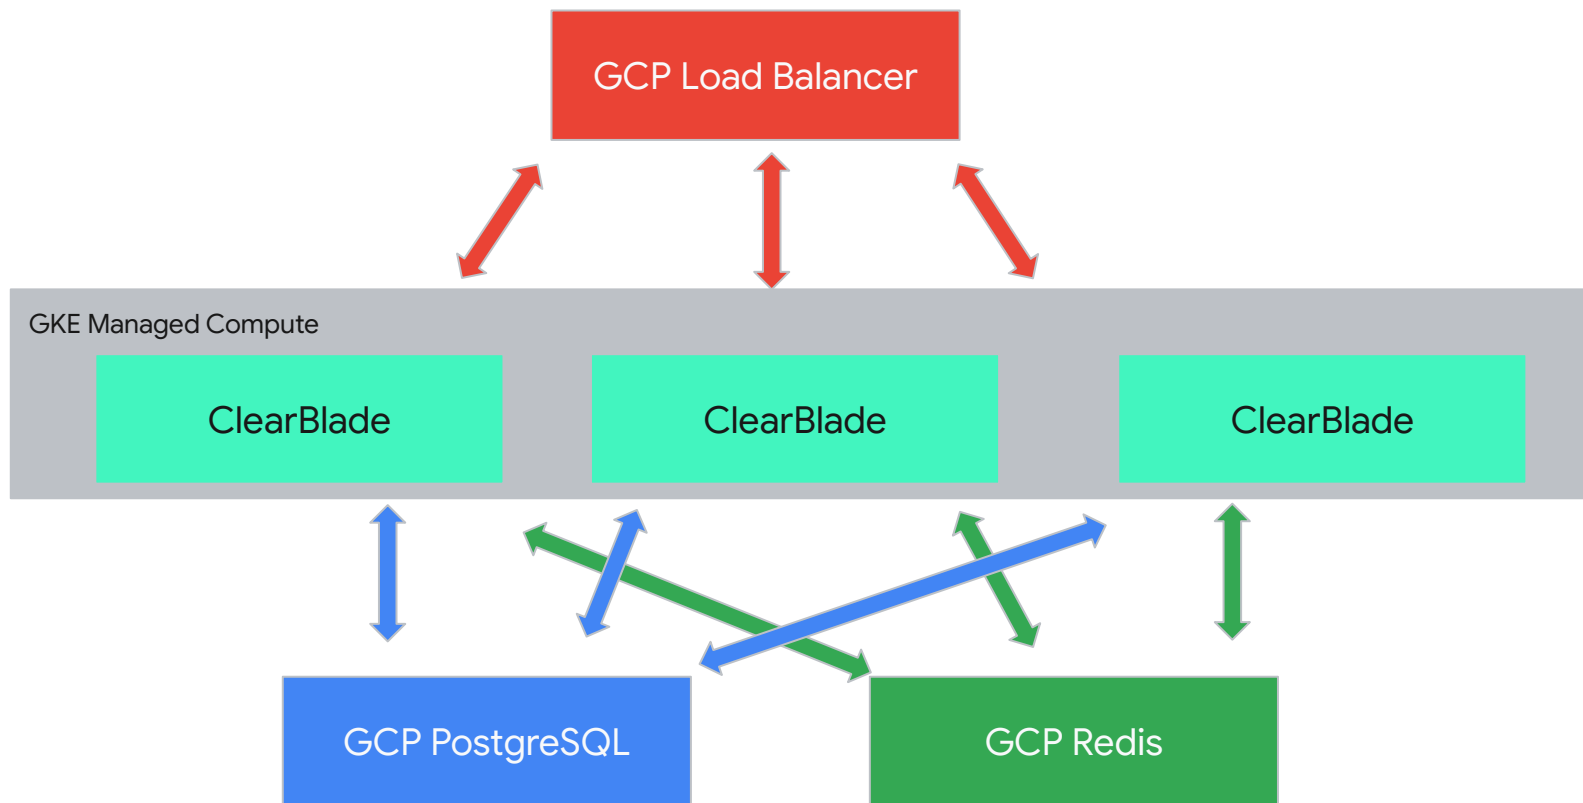 GCP Load Balancer
GKE Managed Compute
ClearBlade
ClearBlade
ClearBlade
GCP PostgreSQL
GCP Redis